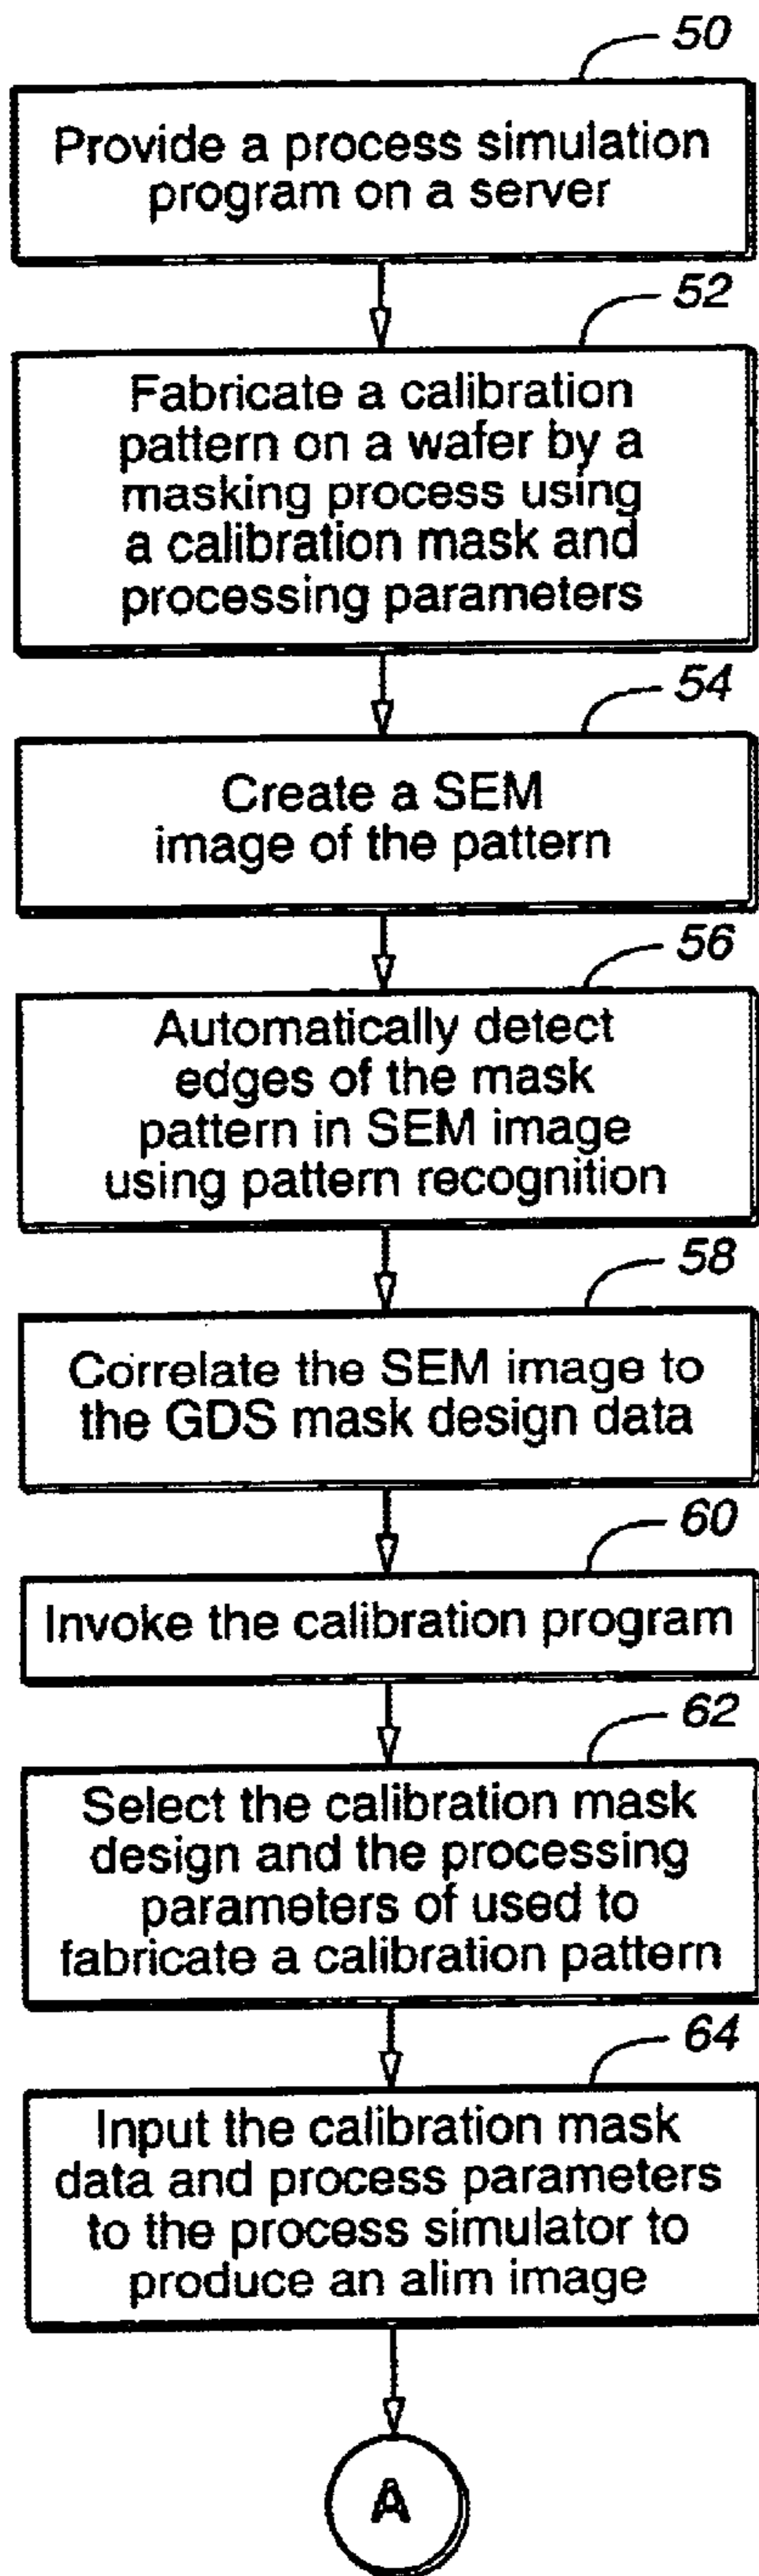 50
Provide a process simulation
program on a server
52
Fabricate a calibration
pattern on a wafer by a
masking process using
a calibration mask and
processing parameters
54
Create a SEM
image of the pattern
56
Automatically detect
edges of the mask
pattern in SEM image
using pattern recognition
58
Correlate the SEM image to
the GDS mask design data
60
Invoke the calibration program
62
Select the calibration mask
design and the processing
parameters of used to
fabricate a calibration pattern
64
Input the calibration mask
data and process parameters
to the process simulator to
produce an alim image
A